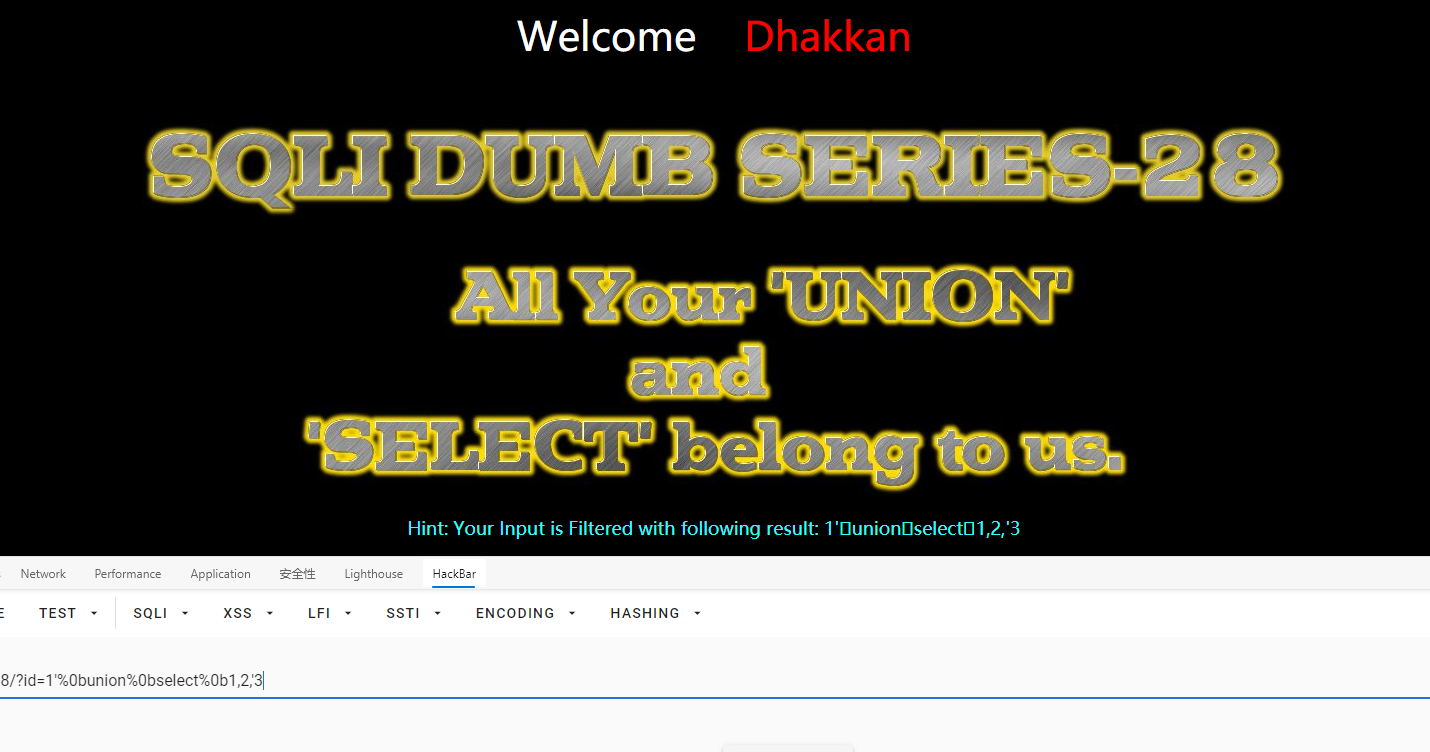 Welcome Dhakkan
SQLI DUMB SERIES-28
All Your 'UNION'
and
'SELECT' belong to us.
Hint: Your Input is Filtered with following result: 1'▯union▯select▯1,2,'3
Network Performance Application 安全性 Lighthouse HackBar
TEST SQLI XSS LFI SSTI ENCODING HASHING
8/?id=1'%0bunion%0bselect%0b1,2,'3